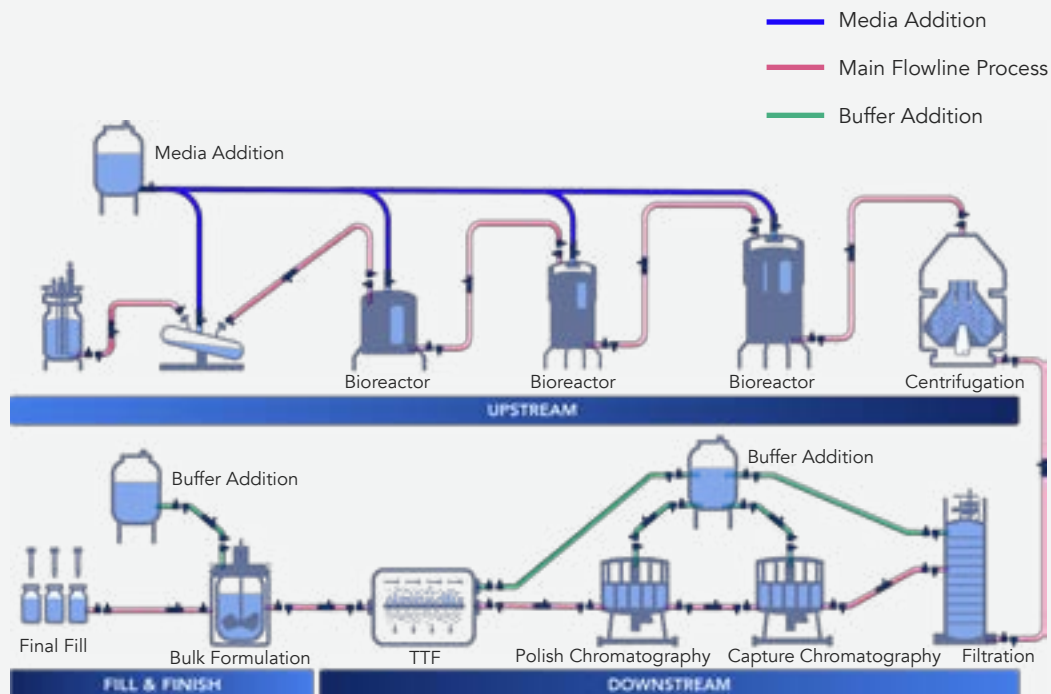 Media Addition
Main Flowline Process
Buffer Addition
Media Addition
Bioreactor
Bioreactor
Bioreactor
Centrifugation
UPSTREAM
Buffer Addition
Buffer Addition
Final Fill
Bulk Formulation
TTF
Polish Chromatography
Capture Chromatography
Filtration
FILL & FINISH
DOWNSTREAM